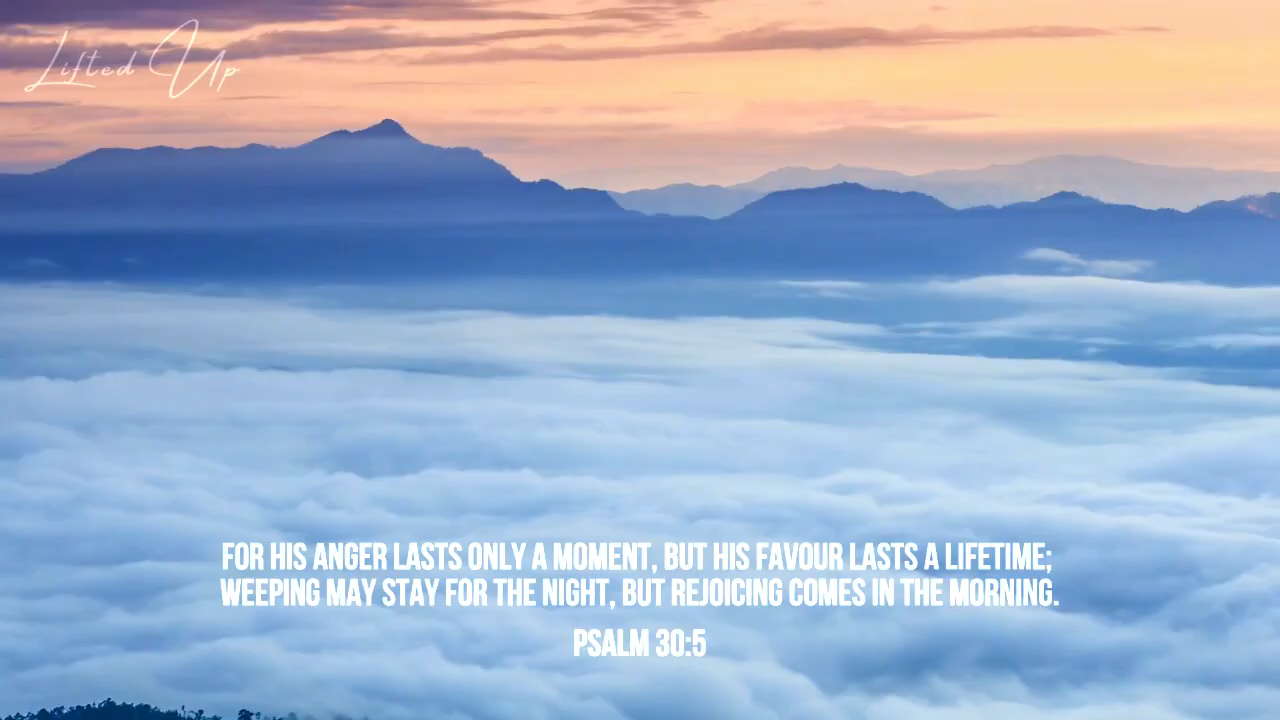 Lifted Up
FOR HIS ANGER LASTS ONLY A MOMENT, BUT HIS FAVOUR LASTS A LIFETIME;
WEEPING MAY STAY FOR THE NIGHT, BUT REJOICING COMES IN THE MORNING.
PSALM 30:5